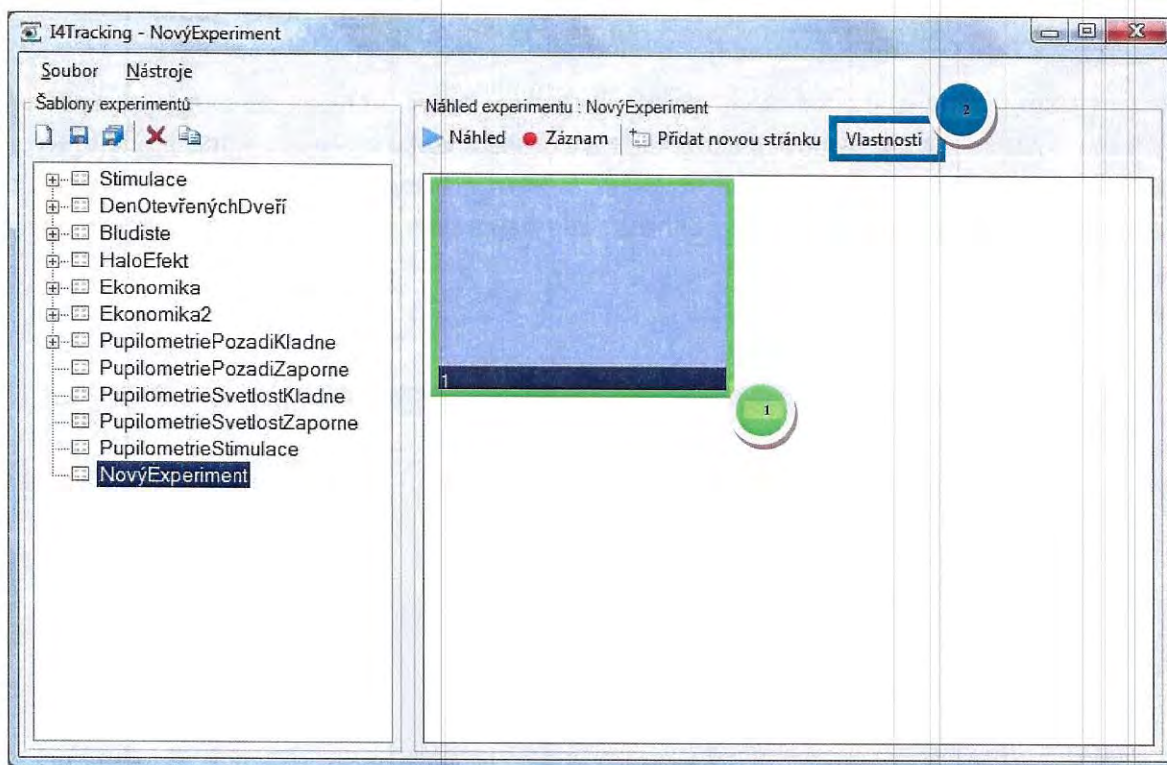 I4Tracking - NovýExperiment
Soubor Nástroje
Šablony experimentů
Náhled experimentu : NovýExperiment
Náhled Záznam Přidat novou stránku Vlastnosti
2
Stimulace
DenOtevřenýchDveří
Bludiste
HaloEfekt
Ekonomika
Ekonomika2
PupilometriePozadiKladne
PupilometriePozadiZaporne
PupilometrieSvetlostKladne
PupilometrieSvetlostZaporne
PupilometrieStimulace
NovýExperiment
1
1